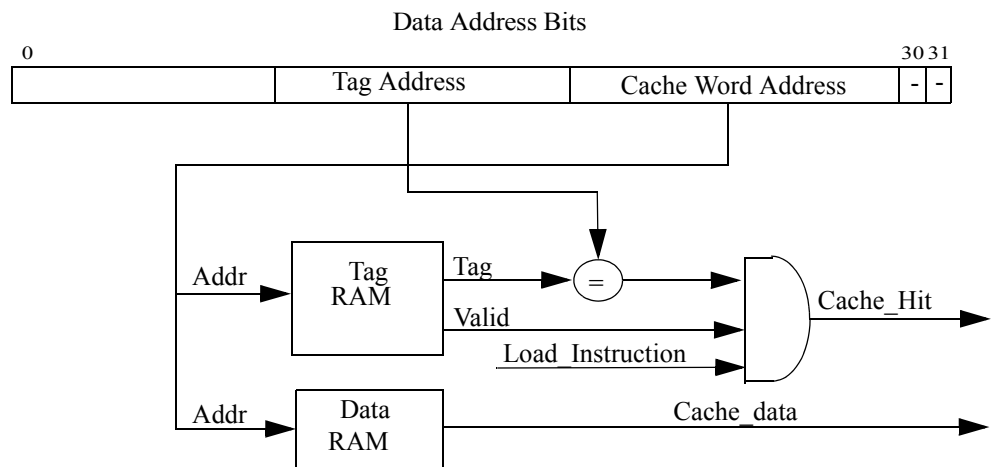 Data Address Bits
0 30 31
Tag Address Cache Word Address - -
Addr
Tag
RAM
Tag
=
Valid
Load_Instruction
Cache_Hit
Addr
Data
RAM
Cache_data